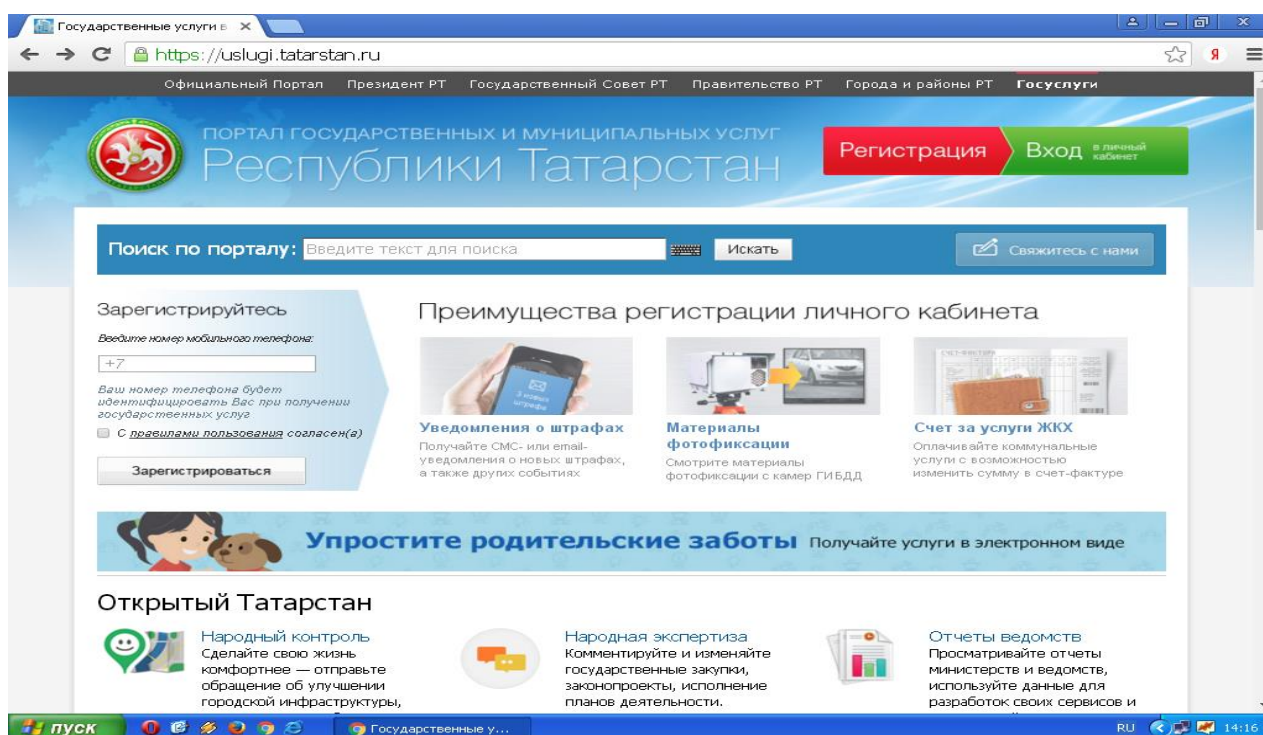 Государственные услуги в
https://uslugi.tatarstan.ru
Я
Официальный Портал Президент РТ Государственный Совет РТ Правительство РТ Города и районы РТ Госуслуги
ПОРТАЛ ГОСУДАРСТВЕННЫХ И МУНИЦИПАЛЬНЫХ УСЛУГ
Республики Татарстан
Регистрация
Вход в личный
кабинет
Поиск по порталу: Введите текст для поиска Искать
Свяжитесь с нами
Зарегистрируйтесь
Введите номер мобильного телефона:
+7
Ваш номер телефона будет
идентифицировать Вас при получении
государственных услуг
С правилами пользования согласен(а)
Зарегистрироваться
Преимущества регистрации личного кабинета
3 новых
штрафа
Уведомления о штрафах
Получайте СМС- или email-
уведомления о новых штрафах,
а также других событиях
Материалы
фотофиксации
Смотрите материалы
фотофиксации с камер ГИБДД
СЧЕТ-ФАКТУРА
Счет за услуги ЖКХ
Оплачивайте коммунальные
услуги с возможностью
изменить сумму в счет-фактуре
Упростите родительские заботы Получайте услуги в электронном виде
Открытый Татарстан
Народный контроль
Сделайте свою жизнь
комфортнее — отправьте
обращение об улучшении
городской инфраструктуры,
Народная экспертиза
Комментируйте и изменяйте
государственные закупки,
законопроекты, исполнение
планов деятельности.
Отчеты ведомств
Просматривайте отчеты
министерств и ведомств,
используйте данные для
разработок своих сервисов и
пуск
Государственные у...
RU
14:16